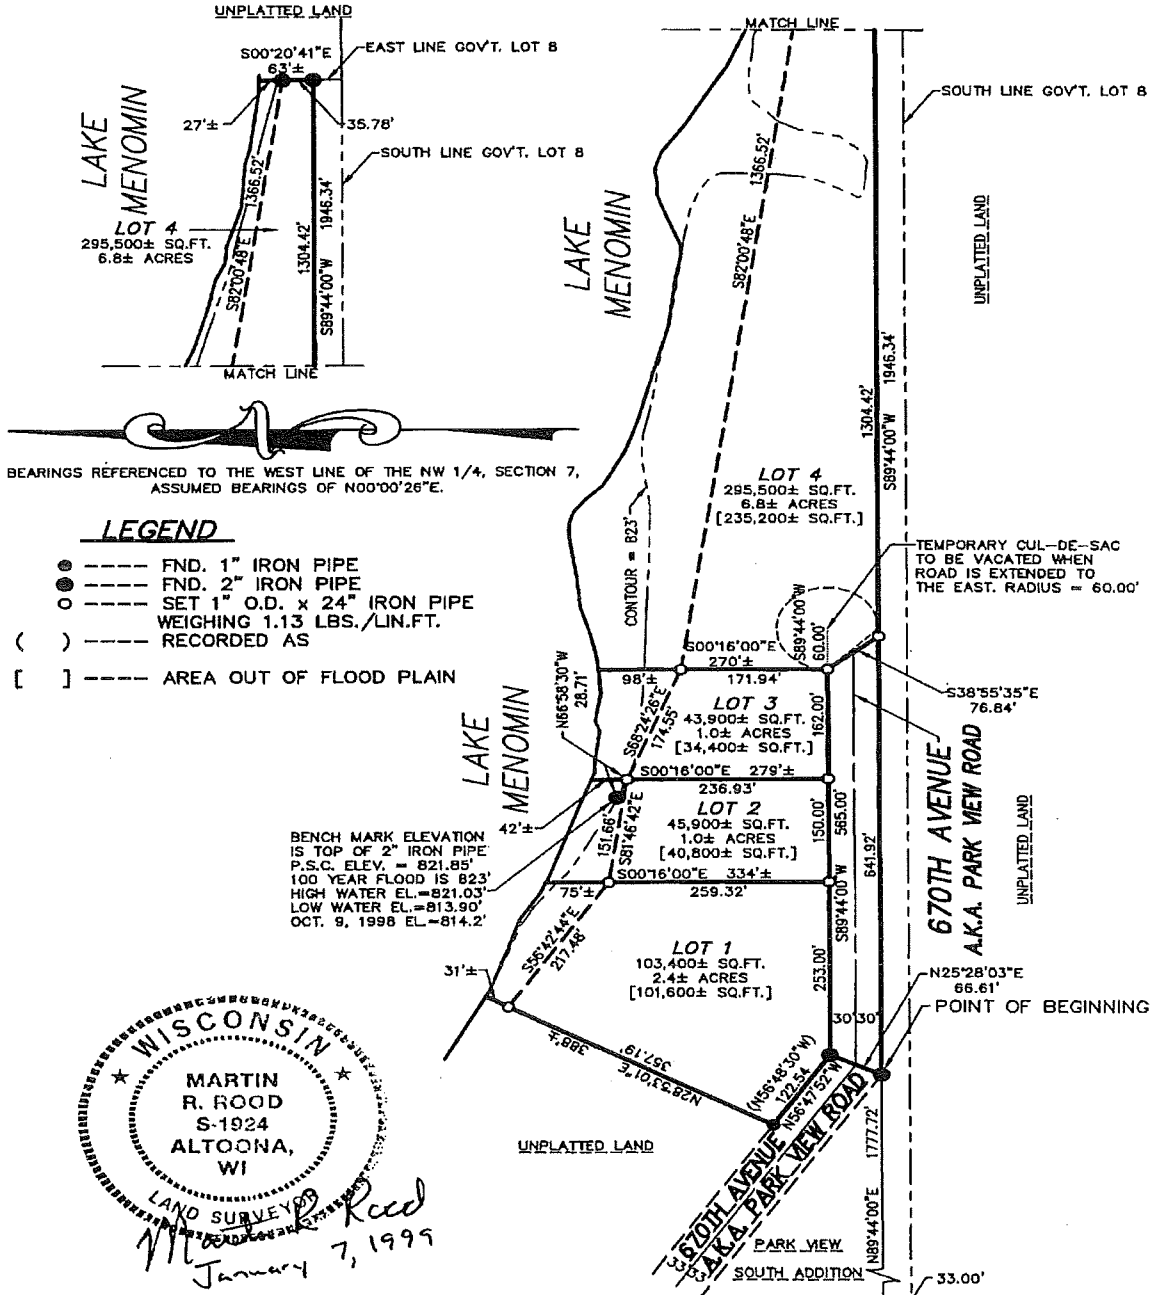 UNPLATTED LAND
S00°20'41"E
63'±
EAST LINE GOV'T. LOT 8
27'±
35.78'
SOUTH LINE GOV'T. LOT 8
LAKE
MENOMIN
1366.52'
S82°00'48"E
LOT 4
295,500± SQ.FT.
6.8± ACRES
1304.42'
1946.34'
S89°44'00"W
MATCH LINE
BEARINGS REFERENCED TO THE WEST LINE OF THE NW 1/4, SECTION 7,
ASSUMED BEARINGS OF N00°00'26"E.
LEGEND
---- FND. 1" IRON PIPE
---- FND. 2" IRON PIPE
---- SET 1" O.D. x 24" IRON PIPE
WEIGHING 1.13 LBS./LIN.FT.
( ) ---- RECORDED AS
[ ] ---- AREA OUT OF FLOOD PLAIN
MATCH LINE
SOUTH LINE GOV'T. LOT 8
LAKE
MENOMIN
1366.52'
S82°00'48"E
UNPLATTED LAND
1304.42'
1946.34'
S89°44'00"W
LOT 4
295,500± SQ.FT.
6.8± ACRES
[235,200± SQ.FT.]
CONTOUR = 823'
TEMPORARY CUL-DE-SAC
TO BE VACATED WHEN
ROAD IS EXTENDED TO
THE EAST. RADIUS = 60.00'
S89°44'00"W
60.00'
S00°16'00"E
270'±
98'±
171.94'
S38°55'35"E
76.84'
N66°58'30"W
28.71'
S68°24'26"E
174.55'
LOT 3
43,900± SQ.FT.
1.0± ACRES
[34,400± SQ.FT.]
162.00'
LAKE
MENOMIN
S00°16'00"E 279'±
236.93'
42'±
LOT 2
45,900± SQ.FT.
1.0± ACRES
[40,800± SQ.FT.]
151.66'
S81°46'42"E
150.00'
565.00'
S89°44'00"W
641.92'
670TH AVENUE
A.K.A. PARK VIEW ROAD
UNPLATTED LAND
BENCH MARK ELEVATION
IS TOP OF 2" IRON PIPE
P.S.C. ELEV. = 821.85'
100 YEAR FLOOD IS 823'
HIGH WATER EL.=821.03'
LOW WATER EL.=813.90'
OCT. 9, 1998 EL.=814.2'
S00°16'00"E 334'±
75'±
259.32'
S56°42'44"E
217.48'
LOT 1
103,400± SQ.FT.
2.4± ACRES
[101,600± SQ.FT.]
253.00'
31'±
N25°28'03"E
66.61'
POINT OF BEGINNING
30' 30'
388'±
357.19'
N28°53'01"E
(N56°48'30"W)
122.54
N56°47'52"W
UNPLATTED LAND
670TH AVENUE
A.K.A. PARK VIEW ROAD
33' 33'
1777.72'
N89°44'00"E
PARK VIEW
SOUTH ADDITION
33.00'
WISCONSIN
MARTIN
R. ROOD
S-1924
ALTOONA,
WI
LAND SURVEYOR
Martin R Rood
January 7, 1999